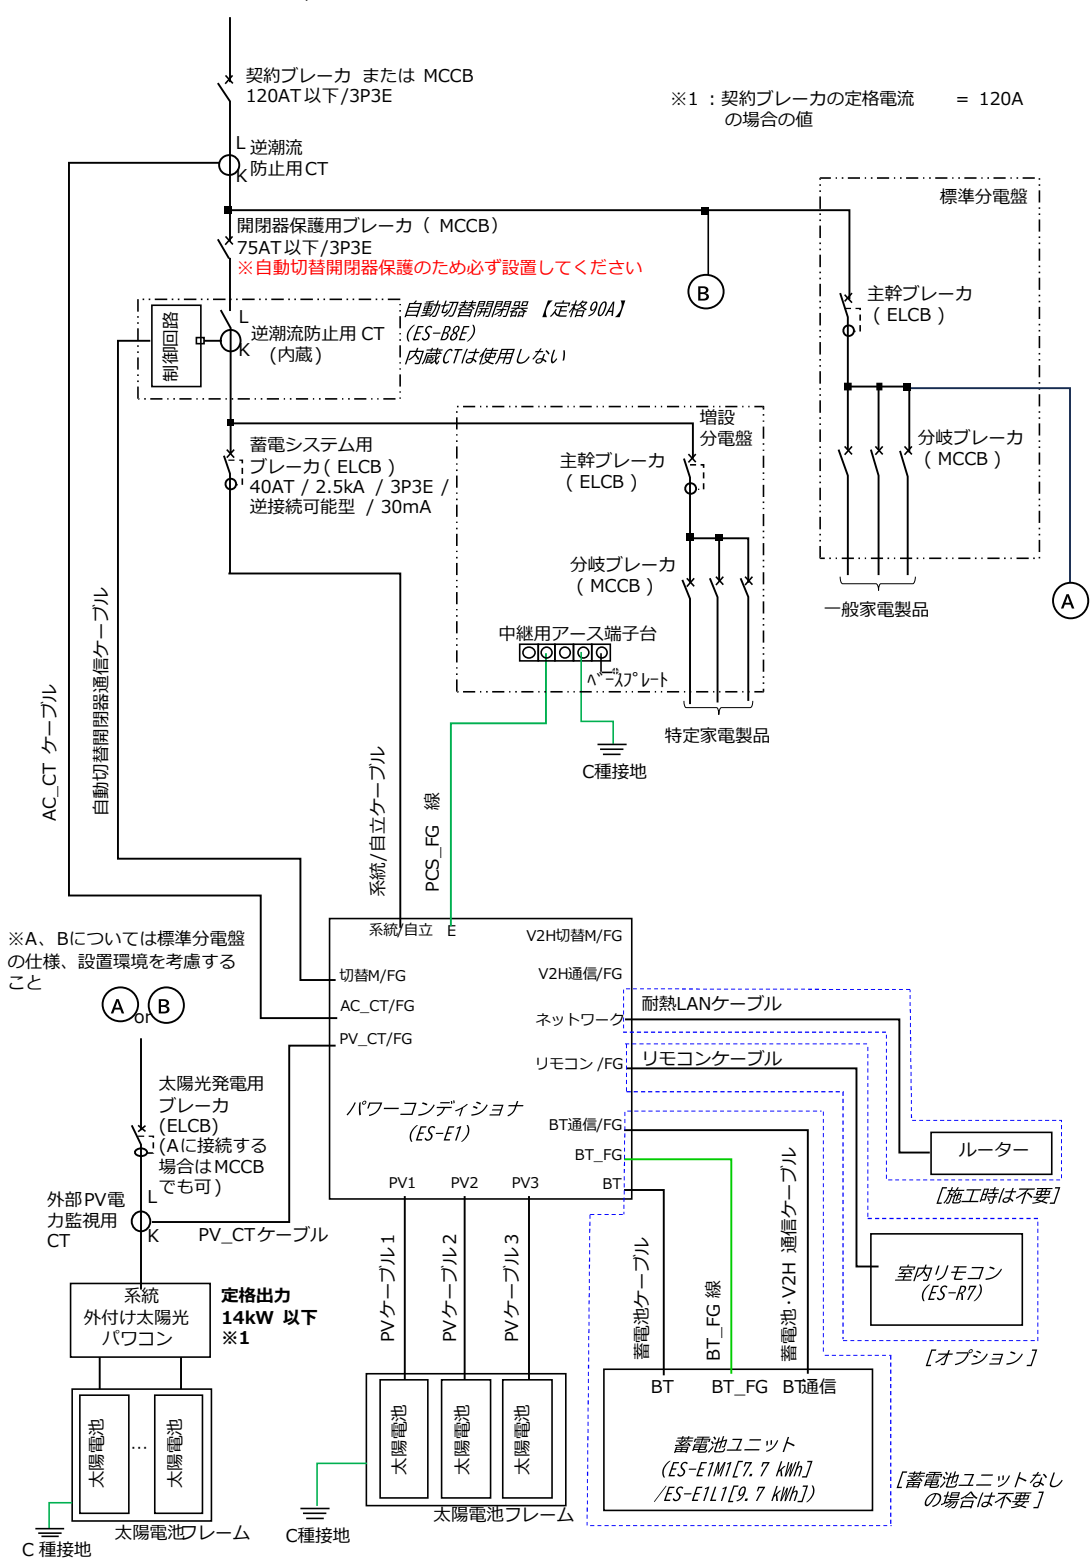 契約ブレーカ または MCCB
120AT以下/3P3E
※1 ：契約ブレーカの定格電流 = 120A
の場合の値
L 逆潮流
K 防止用CT
標準分電盤
開閉器保護用ブレーカ（ MCCB）
75AT以下/3P3E
※自動切替開閉器保護のため必ず設置してください
B
主幹ブレーカ
（ ELCB ）
制御回路
L
逆潮流防止用 CT
K （内蔵）
自動切替開閉器 【定格90A】
(ES-B8E)
内蔵CTは使用しない
増設
分電盤
分岐ブレーカ
（ MCCB ）
蓄電システム用
ブレーカ( ELCB )
40AT / 2.5kA / 3P3E /
逆接続可能型 / 30mA
主幹ブレーカ
（ ELCB ）
分岐ブレーカ
（ MCCB ）
一般家電製品
A
中継用アース端子台
ﾍﾞｰｽﾌﾟﾚｰﾄ
特定家電製品
C種接地
AC_CT ケーブル
自動切替開閉器通信ケーブル
系統/自立ケーブル
PCS_FG 線
※A、Bについては標準分電盤
の仕様、設置環境を考慮する
こと
A or B
系統/自立 E
V2H切替M/FG
切替M/FG
V2H通信/FG
AC_CT/FG
ネットワーク
耐熱LANケーブル
PV_CT/FG
リモコン /FG
リモコンケーブル
パワーコンディショナ
(ES-E1)
BT通信/FG
BT_FG
BT
PV1 PV2 PV3
ルーター
[施工時は不要]
太陽光発電用
ブレーカ
(ELCB)
(Aに接続する
場合はMCCB
でも可)
外部PV電
力監視用
CT
L
K
PV_CTケーブル
PVケーブル1
PVケーブル2
PVケーブル3
蓄電池ケーブル
BT_FG 線
蓄電池･V2H 通信ケーブル
室内リモコン
(ES-R7)
[オプション ]
系統
外付け太陽光
パワコン
定格出力
14kW 以下
※1
太陽電池
…
太陽電池
太陽電池フレーム
C 種接地
太陽電池
太陽電池
太陽電池
太陽電池フレーム
C種接地
BT BT_FG BT通信
蓄電池ユニット
(ES-E1M1[7.7 kWh]
/ES-E1L1[9.7 kWh])
[蓄電池ユニットなし
の場合は不要 ]